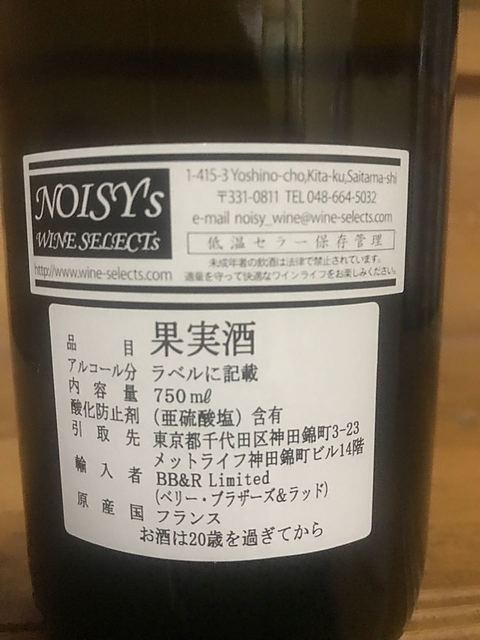 NOISY's
WINE SELECTs
http://www.wine-selects.com
1-415-3 Yoshino-cho,Kita-ku,Saitama-shi
〒331-0811 TEL 048-664-5032
e-mail noisy_wine@wine-selects.com
低温セラー保存管理
未成年者の飲酒は法律で禁止されています。
適量を守って快適なワインライフをお楽しみください。
品目 果実酒
アルコール分 ラベルに記載
内容量 750mℓ
酸化防止剤 (亜硫酸塩) 含有
引取先 東京都千代田区神田錦町3-23
メットライフ神田錦町ビル14階
輸入者 BB&R Limited
(ベリー・ブラザーズ&ラッド)
原産国 フランス
お酒は20歳を過ぎてから